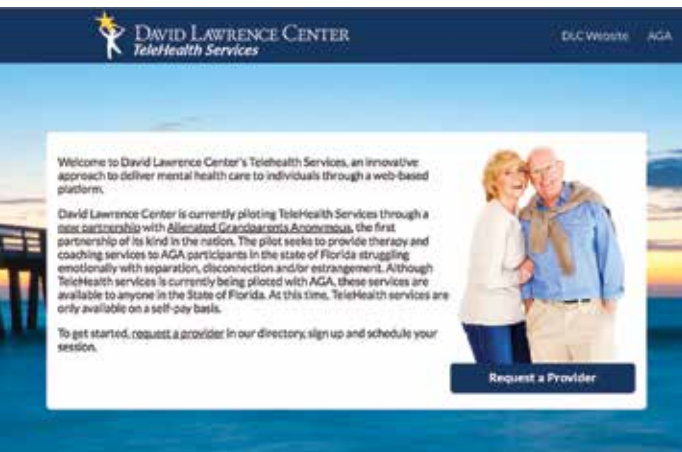 DAVID LAWRENCE CENTER
TeleHealth Services
DLC Website AGA
Welcome to David Lawrence Center's Telehealth Services, an innovative
approach to deliver mental health care to individuals through a web-based
platform.
David Lawrence Center is currently piloting TeleHealth Services through a
new partnership with Alienated Grandparents Anonymous, the first
partnership of its kind in the nation. The pilot seeks to provide therapy and
coaching services to AGA participants in the state of Florida struggling
emotionally with separation, disconnection and/or estrangement. Although
TeleHealth services is currently being piloted with AGA, these services are
available to anyone in the State of Florida. At this time, TeleHealth services are
only available on a self-pay basis.
To get started, request a provider in our directory, sign up and schedule your
session.
Request a Provider